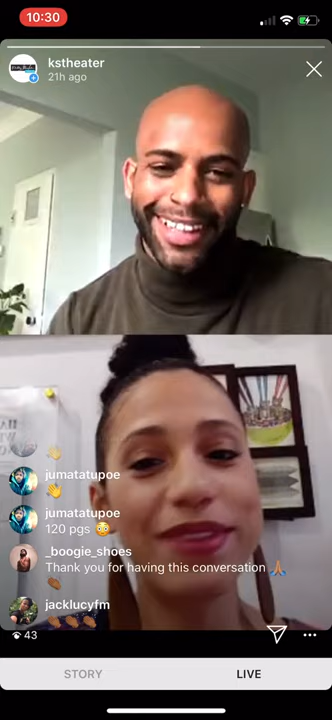 10:30
kstheater
21h ago
jumatatupoe
jumatatupoe
120 pgs 😳
_boogie_shoes
Thank you for having this conversation 🙏🏽
jacklucyfm
43
STORY
LIVE